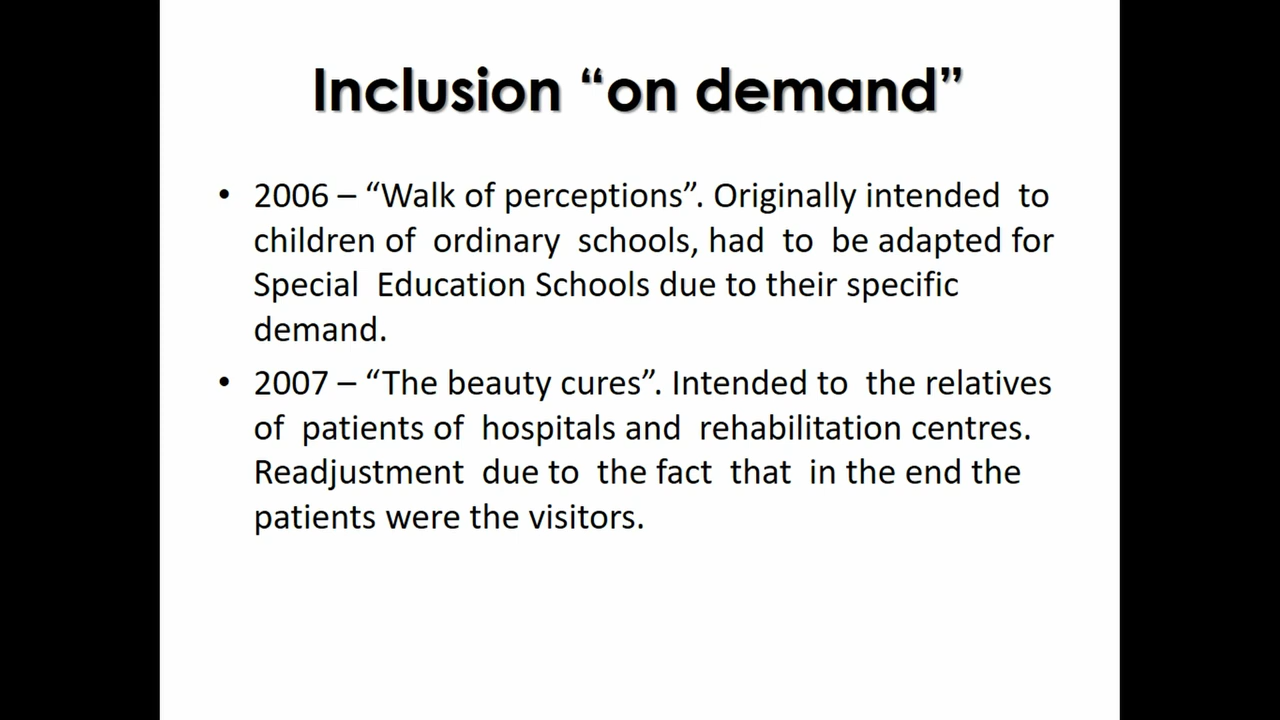 Inclusion “on demand”
• 2006 – “Walk of perceptions”. Originally intended to
children of ordinary schools, had to be adapted for
Special Education Schools due to their specific
demand.
• 2007 – “The beauty cures”. Intended to the relatives
of patients of hospitals and rehabilitation centres.
Readjustment due to the fact that in the end the
patients were the visitors.